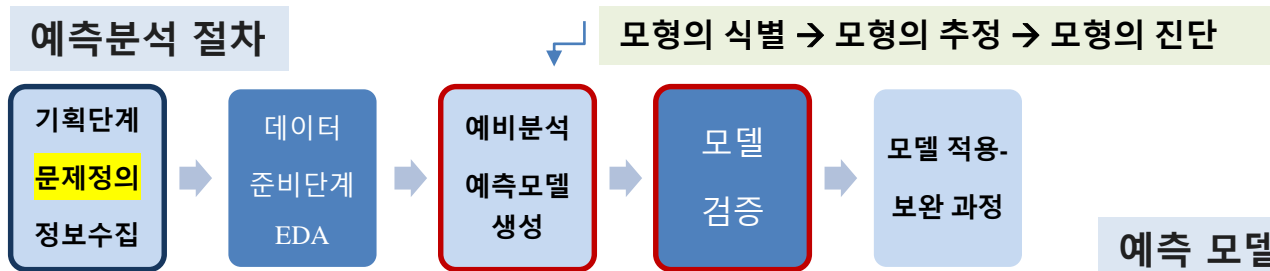 예측분석 절차
모형의 식별 → 모형의 추정 → 모형의 진단
기획단계
문제정의
정보수집
데이터
준비단계
EDA
예비분석
예측모델
생성
모델
검증
모델 적용-
보완 과정
예측 모델